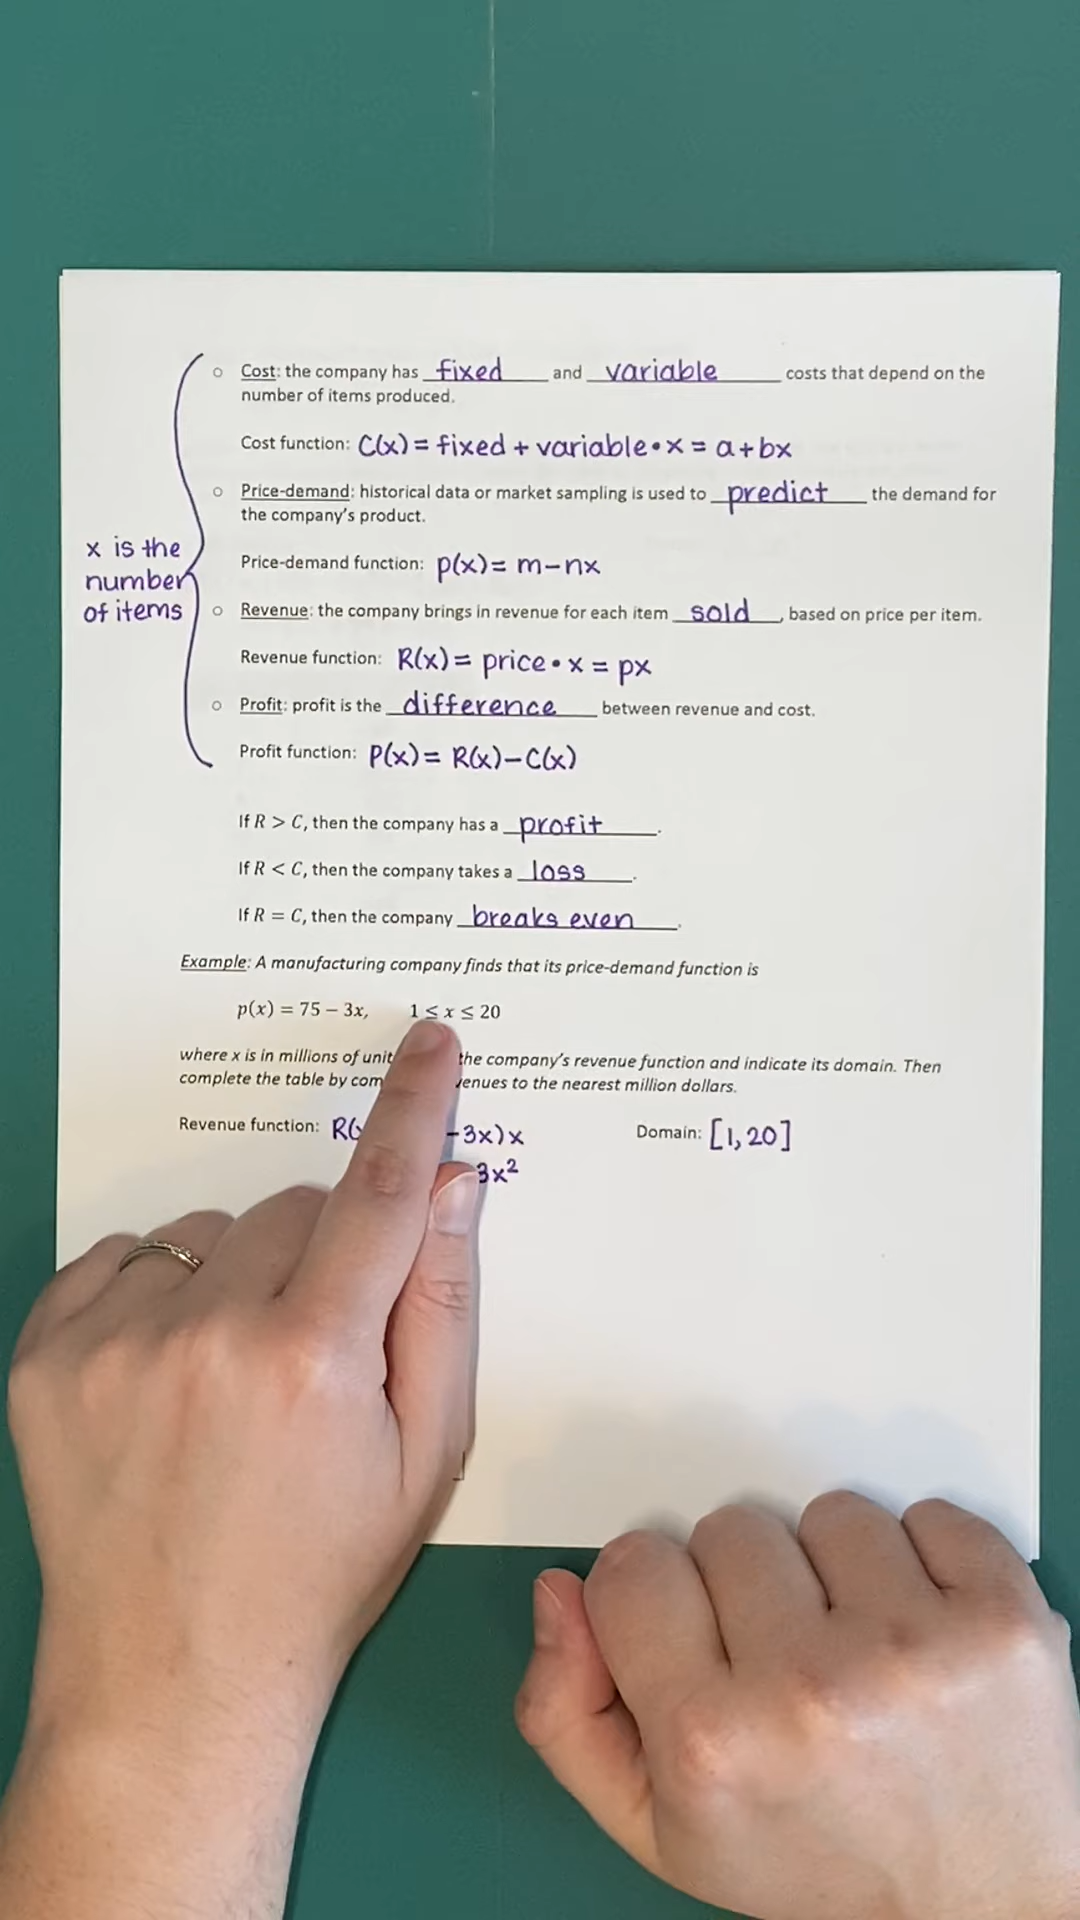 ○ Cost: the company has fixed and variable costs that depend on the
number of items produced.
Cost function: C(x) = fixed + variable • x = a + bx
○ Price-demand: historical data or market sampling is used to predict the demand for
the company's product.
x is the
number
of items
Price-demand function: p(x) = m − nx
○ Revenue: the company brings in revenue for each item sold, based on price per item.
Revenue function: R(x) = price • x = px
○ Profit: profit is the difference between revenue and cost.
Profit function: P(x) = R(x) − C(x)
If R > C, then the company has a profit.
If R < C, then the company takes a loss.
If R = C, then the company breaks even.
Example: A manufacturing company finds that its price-demand function is
p(x) = 75 − 3x, 1 ≤ x ≤ 20
where x is in millions of the company's revenue function and indicate its domain. Then
complete the table by to the nearest million dollars.
Revenue function: R( −3x)x Domain: [1, 20]
3x²